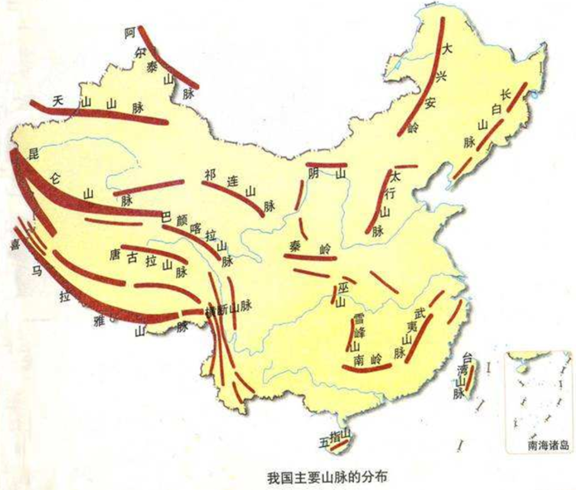 阿尔泰山脉
天山山脉
大兴安岭
长白山脉
昆仑山脉
祁连山脉
阴山
太行山脉
巴颜喀拉山脉
唐古拉山脉
秦岭
喜马拉雅山脉
横断山脉
巫山
雪峰山
武夷山脉
南岭
台湾山脉
五指山
南海诸岛
我国主要山脉的分布